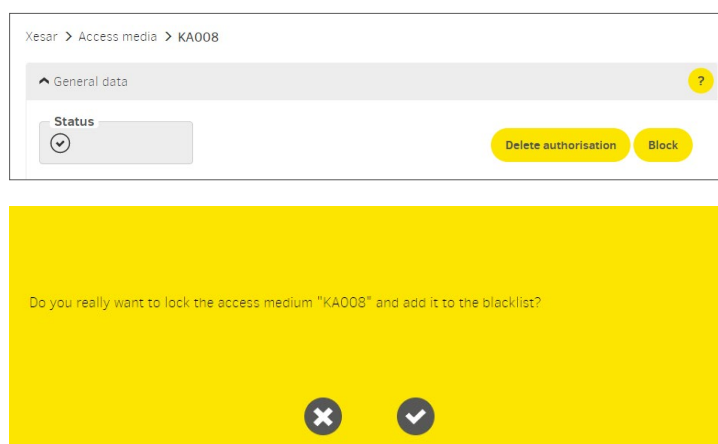 Xesar > Access media > KA008
General data
?
Status
Delete authorisation Block
Do you really want to lock the access medium "KA008" and add it to the blacklist?